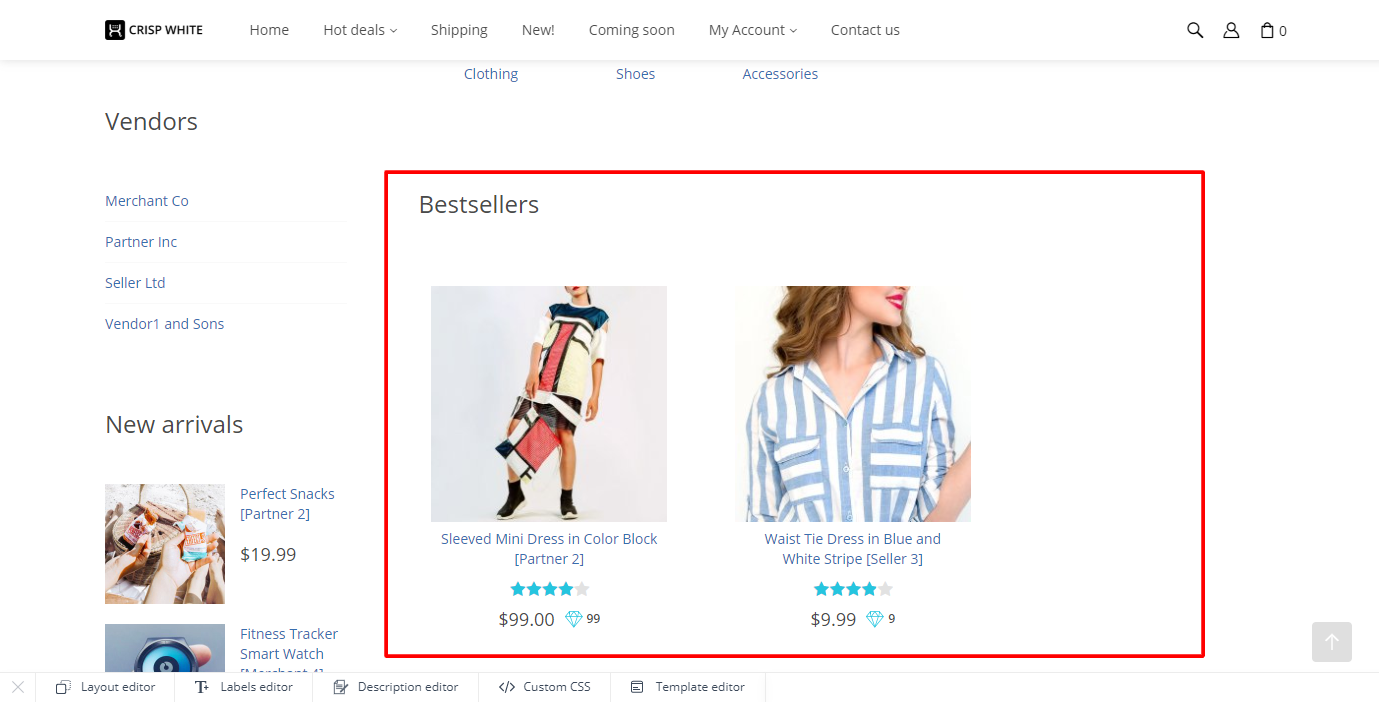 CRISP WHITE
Home
Hot deals
Shipping
New!
Coming soon
My Account
Contact us
0
Clothing
Shoes
Accessories
Vendors
Merchant Co
Partner Inc
Seller Ltd
Vendor1 and Sons
New arrivals
Perfect Snacks
[Partner 2]
$19.99
Fitness Tracker
Smart Watch
[Merchant 4]
Bestsellers
Sleeved Mini Dress in Color Block
[Partner 2]
$99.00
99
Waist Tie Dress in Blue and
White Stripe [Seller 3]
$9.99
9
Layout editor
Labels editor
Description editor
Custom CSS
Template editor